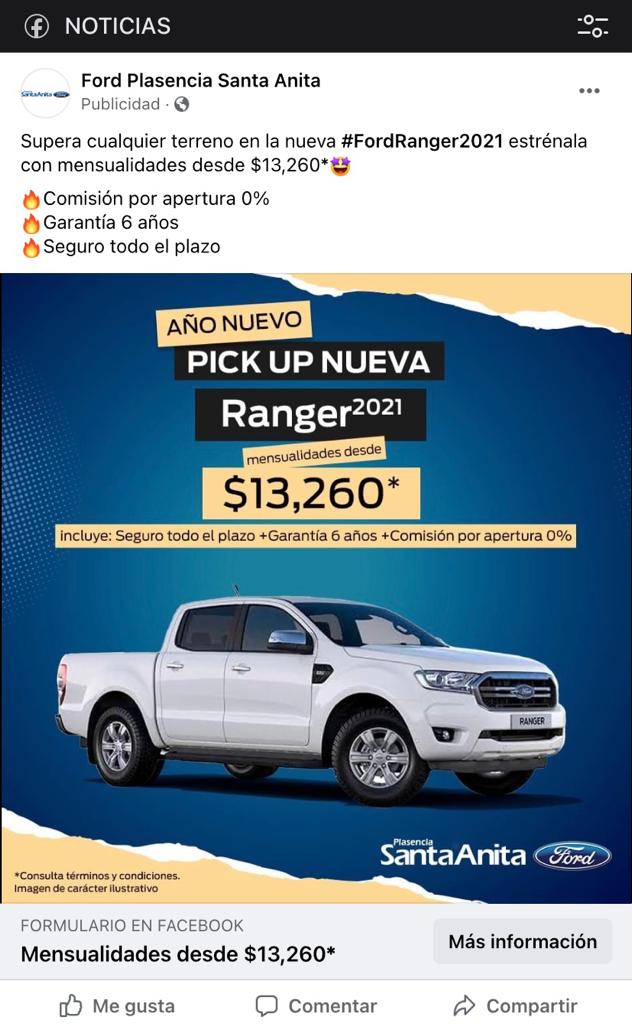 NOTICIAS
Ford Plasencia Santa Anita
Publicidad ·
Supera cualquier terreno en la nueva #FordRanger2021 estrénala
con mensualidades desde $13,260*🤩
🔥Comisión por apertura 0%
🔥Garantía 6 años
🔥Seguro todo el plazo
AÑO NUEVO
PICK UP NUEVA
Ranger²⁰²¹
mensualidades desde
$13,260*
incluye: Seguro todo el plazo +Garantía 6 años +Comisión por apertura 0%
Ford
RANGER
Plasencia
SantaAnita Ford
*Consulta términos y condiciones.
Imagen de carácter ilustrativo
FORMULARIO EN FACEBOOK
Mensualidades desde $13,260*
Más información
Me gusta
Comentar
Compartir